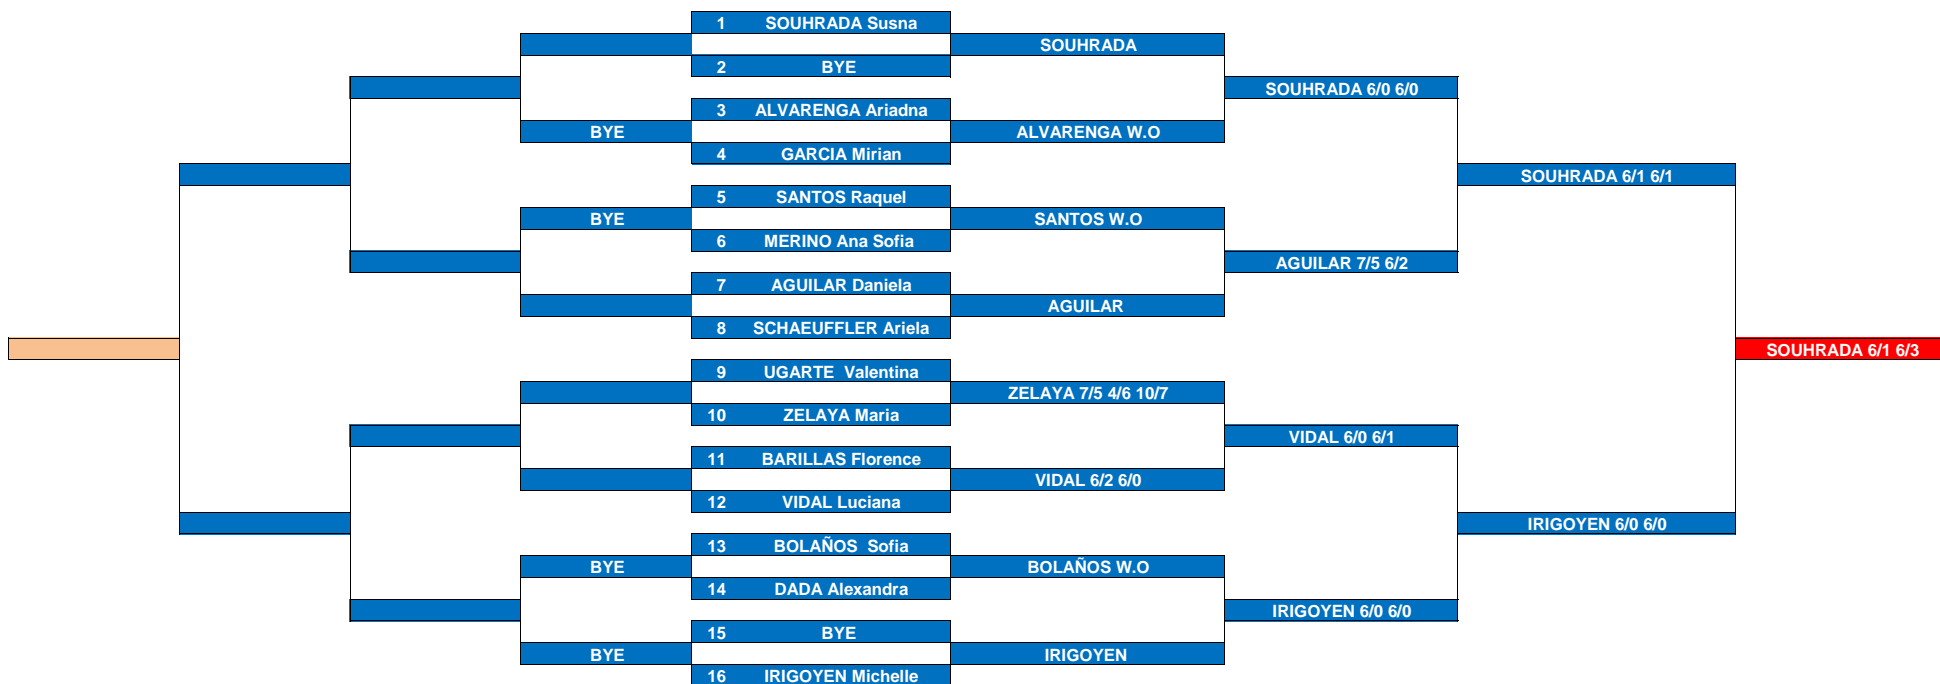 1 SOUHRADA Susna
SOUHRADA
2 BYE
SOUHRADA 6/0 6/0
3 ALVARENGA Ariadna
BYE ALVARENGA W.O
4 GARCIA Mirian
SOUHRADA 6/1 6/1
5 SANTOS Raquel
BYE SANTOS W.O
6 MERINO Ana Sofia
AGUILAR 7/5 6/2
7 AGUILAR Daniela
AGUILAR
8 SCHAEUFFLER Ariela
SOUHRADA 6/1 6/3
9 UGARTE Valentina
ZELAYA 7/5 4/6 10/7
10 ZELAYA Maria
VIDAL 6/0 6/1
11 BARILLAS Florence
VIDAL 6/2 6/0
12 VIDAL Luciana
IRIGOYEN 6/0 6/0
13 BOLAÑOS Sofia
BYE BOLAÑOS W.O
14 DADA Alexandra
IRIGOYEN 6/0 6/0
15 BYE
BYE IRIGOYEN
16 IRIGOYEN Michelle